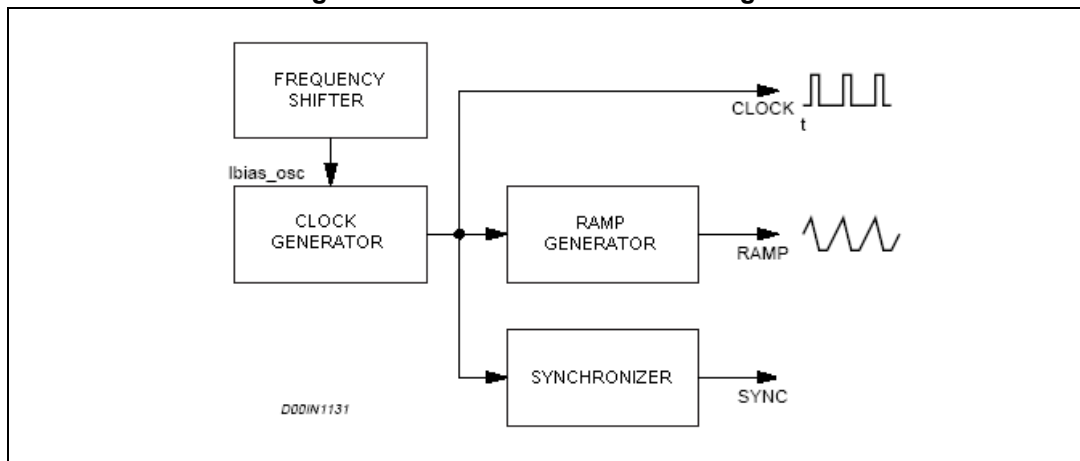 FREQUENCY
SHIFTER
Ibias_osc
CLOCK
GENERATOR
CLOCK
t
RAMP
GENERATOR
RAMP
SYNCHRONIZER
SYNC
D00IN1131